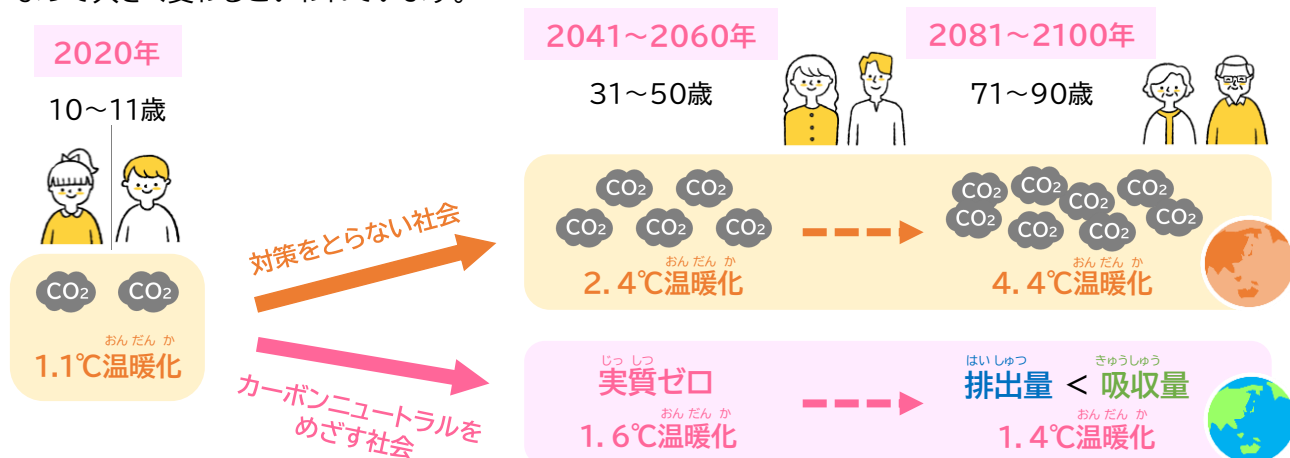 2020年
10～11歳
CO2 CO2
おんだんか
1.1℃温暖化
対策をとらない社会
カーボンニュートラルを
めざす社会
2041～2060年
31～50歳
CO2 CO2
CO2 CO2 CO2
おんだんか
2.4℃温暖化
2081～2100年
71～90歳
CO2 CO2 CO2 CO2
CO2 CO2 CO2 CO2
おんだんか
4.4℃温暖化
じっしつ
実質ゼロ
おんだんか
1.6℃温暖化
はいしゅつ きゅうしゅう
排出量 < 吸収量
おんだんか
1.4℃温暖化